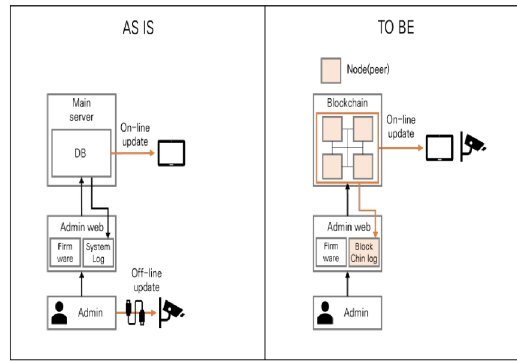 AS IS
Main
server
DB
On-line
update
Admin web
Firm
ware
System
Log
Off-line
update
Admin
TO BE
Node(peer)
Blockchain
On-line
update
Admin web
Firm
ware
Block
Chin log
Admin